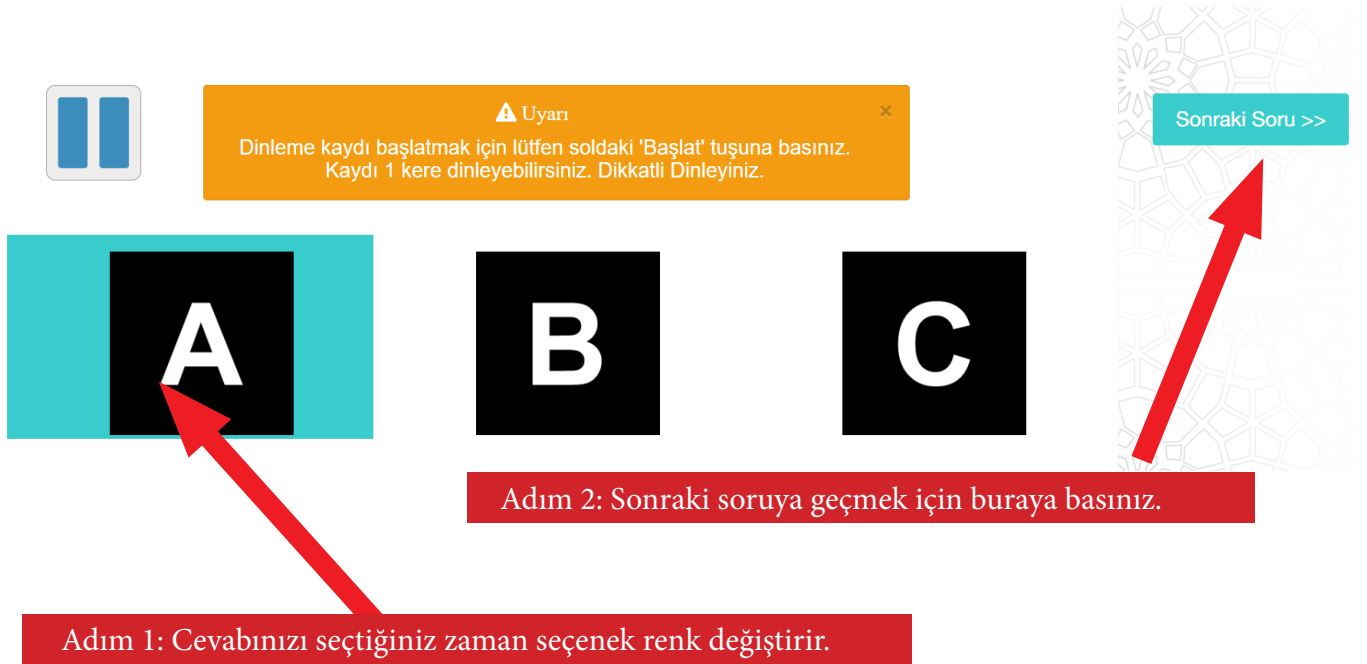 Uyarı
×
Dinleme kaydı başlatmak için lütfen soldaki 'Başlat' tuşuna basınız.
Kaydı 1 kere dinleyebilirsiniz. Dikkatli Dinleyiniz.
Sonraki Soru >>
A
B
C
Adım 2: Sonraki soruya geçmek için buraya basınız.
Adım 1: Cevabınızı seçtiğiniz zaman seçenek renk değiştirir.